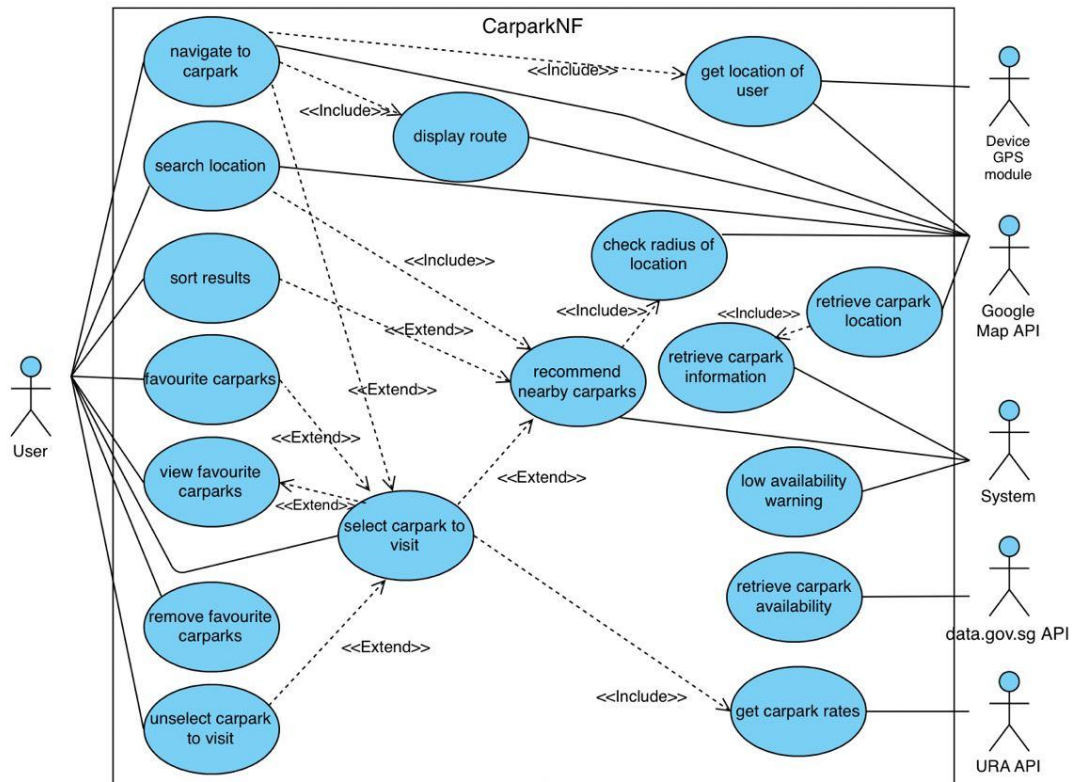 CarparkNF
navigate to
carpark
<<Include>>
get location of
user
<<Include>>
display route
Device
GPS
module
search location
<<Include>>
check radius of
location
sort results
<<Extend>>
<<Include>>
<<Include>>
retrieve carpark
location
Google
Map API
retrieve carpark
information
recommend
nearby carparks
favourite carparks
<<Extend>>
User
<<Extend>>
view favourite
carparks
<<Extend>>
<<Extend>>
select carpark to
visit
low availability
warning
System
retrieve carpark
availability
data.gov.sg API
remove favourite
carparks
<<Extend>>
<<Include>>
unselect carpark
to visit
get carpark rates
URA API